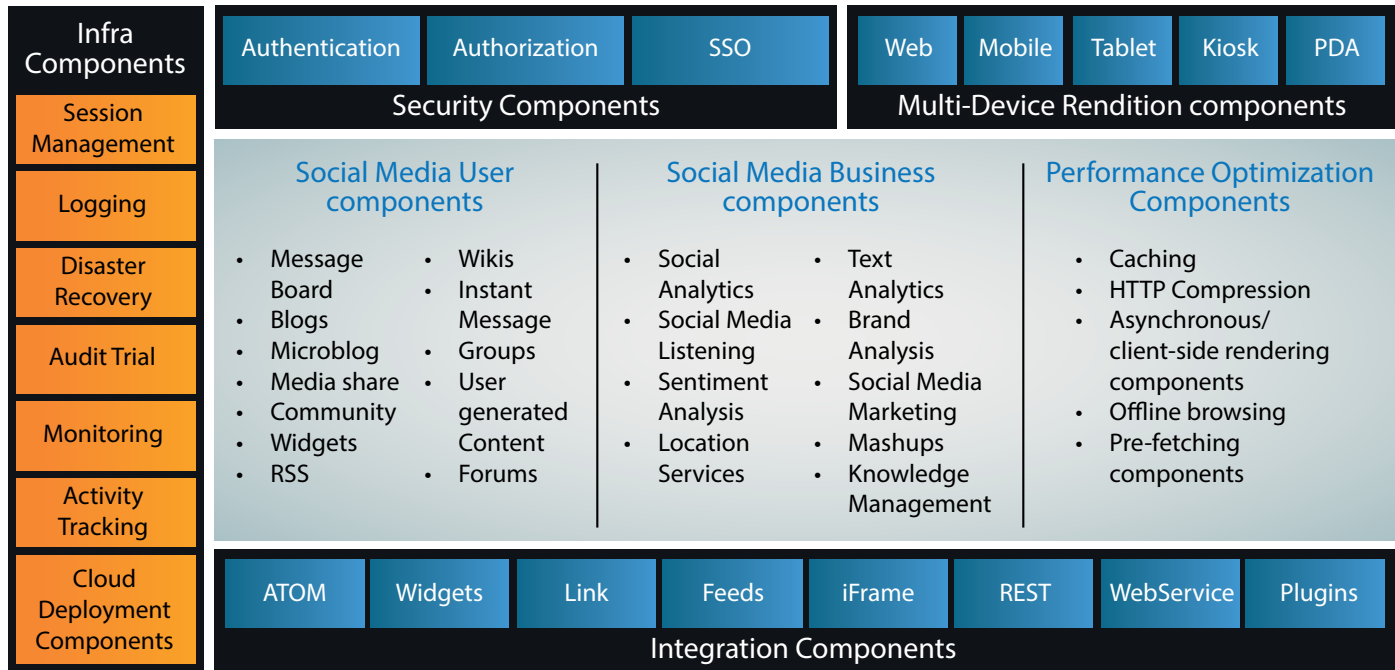 Infra
Components
Session
Management
Logging
Disaster
Recovery
Audit Trial
Monitoring
Activity
Tracking
Cloud
Deployment
Components
Authentication
Authorization
SSO
Security Components
Web
Mobile
Tablet
Kiosk
PDA
Multi-Device Rendition components
Social Media User
components
• Message
Board
• Blogs
• Microblog
• Media share
• Community
• Widgets
• RSS
• Wikis
• Instant
Message
• Groups
• User
generated
Content
• Forums
Social Media Business
components
• Social
Analytics
• Social Media
Listening
• Sentiment
Analysis
• Location
Services
• Text
Analytics
• Brand
Analysis
• Social Media
Marketing
• Mashups
• Knowledge
Management
Performance Optimization
Components
• Caching
• HTTP Compression
• Asynchronous/
client-side rendering
components
• Offline browsing
• Pre-fetching
components
ATOM
Widgets
Link
Feeds
iFrame
REST
WebService
Plugins
Integration Components